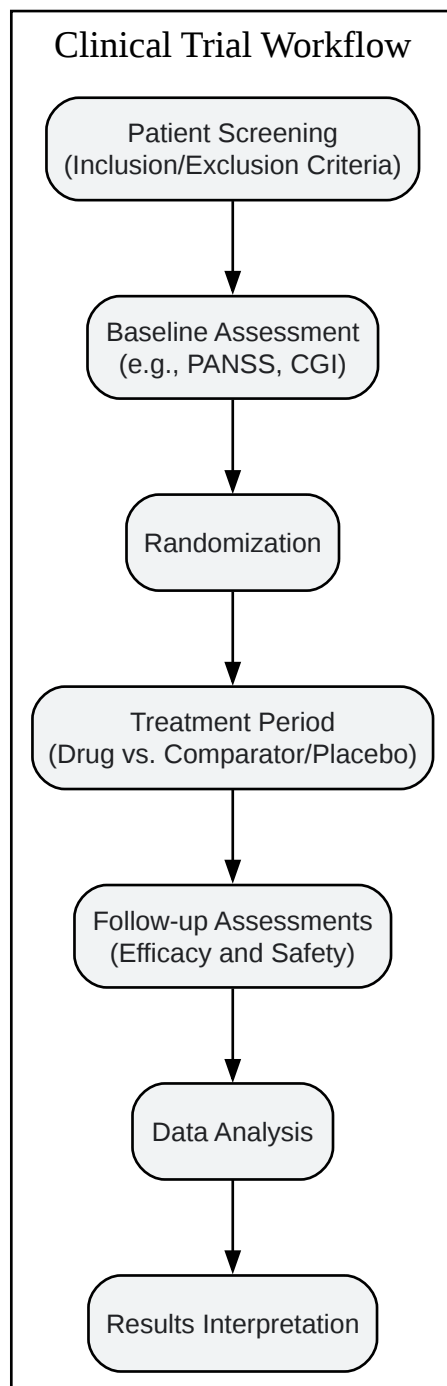 Clinical Trial Workflow
Patient Screening
(Inclusion/Exclusion Criteria)
Baseline Assessment
(e.g., PANSS, CGI)
Randomization
Treatment Period
(Drug vs. Comparator/Placebo)
Follow-up Assessments
(Efficacy and Safety)
Data Analysis
Results Interpretation